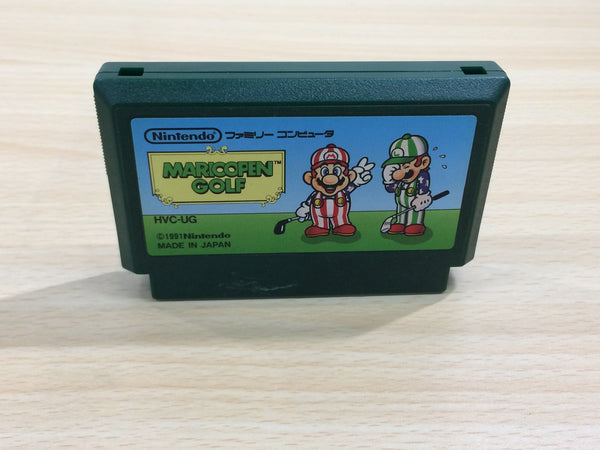 Nintendo ファミリー コンピュータ
MARIO OPEN™
GOLF
HVC-UG
©1991 Nintendo
MADE IN JAPAN
M